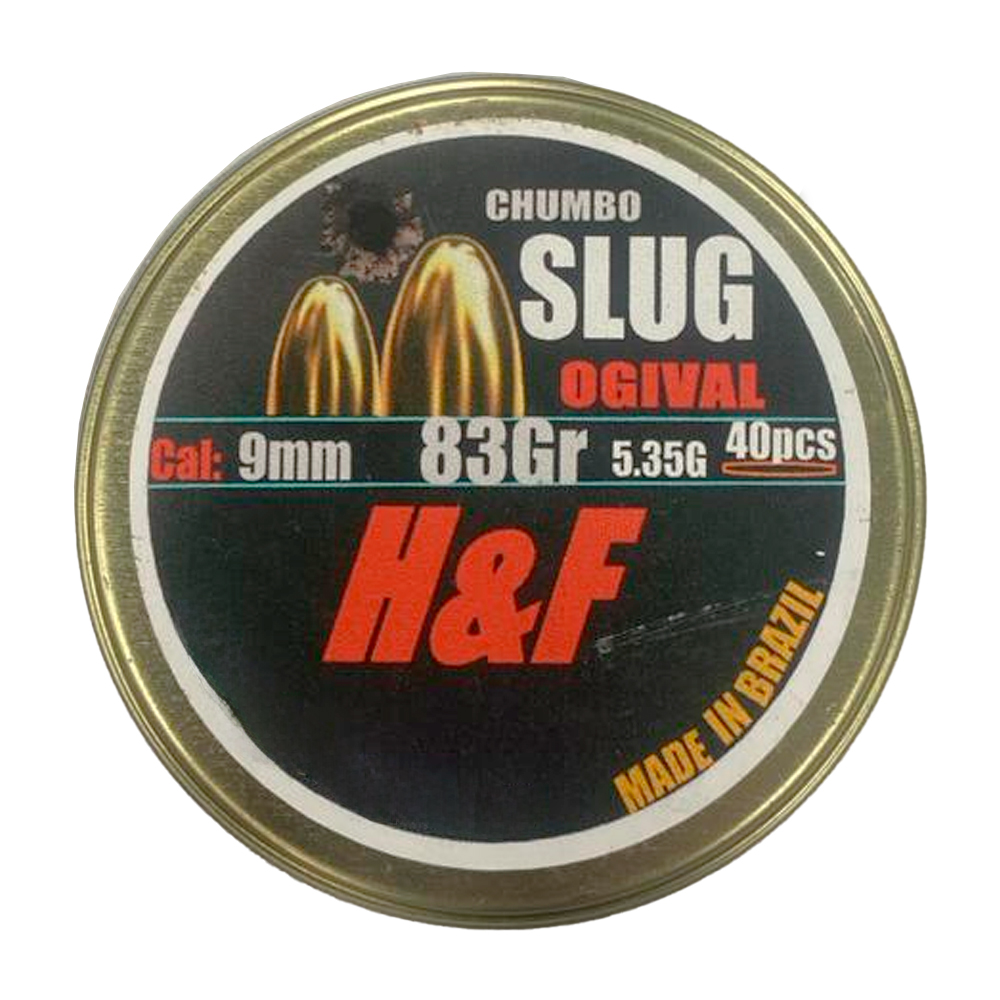 CHUMBO
SLUG
OGIVAL
Cal: 9mm 83Gr 5.35G 40pcs
H&F
MADE IN BRAZIL